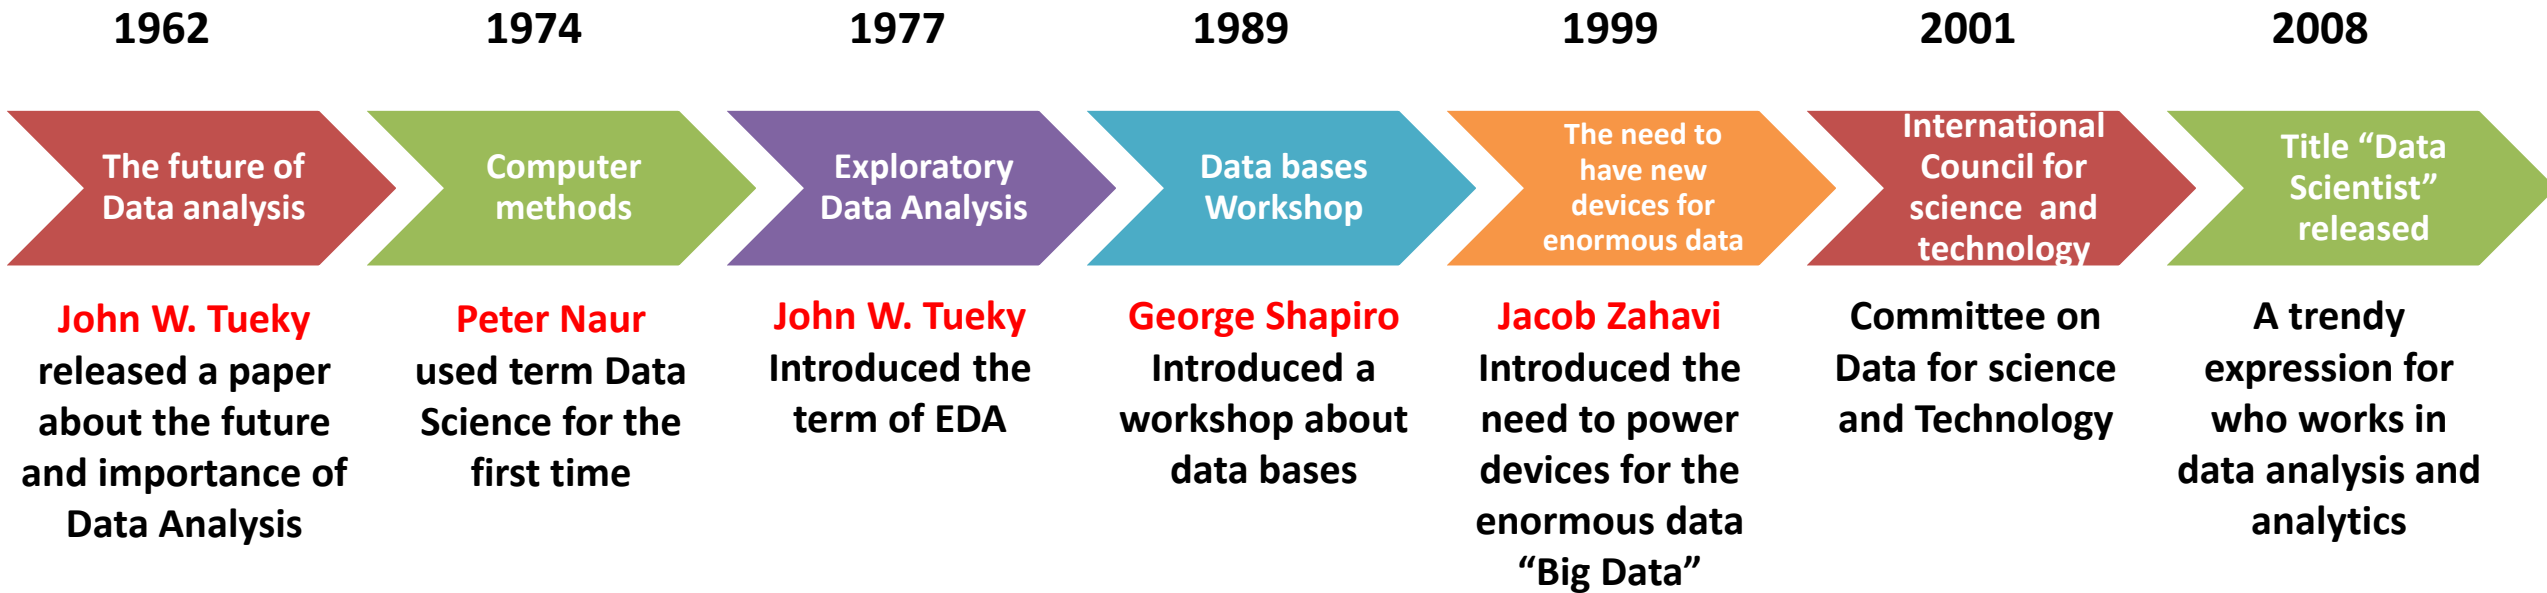 1962
1974
1977
1989
1999
2001
2008
The future of
Data analysis
Computer
methods
Exploratory
Data Analysis
Data bases
Workshop
The need to
have new
devices for
enormous data
International
Council for
science and
technology
Title “Data
Scientist”
released
John W. Tueky
released a paper
about the future
and importance of
Data Analysis
Peter Naur
used term Data
Science for the
first time
John W. Tueky
Introduced the
term of EDA
George Shapiro
Introduced a
workshop about
data bases
Jacob Zahavi
Introduced the
need to power
devices for the
enormous data
“Big Data”
Committee on
Data for science
and Technology
A trendy
expression for
who works in
data analysis and
analytics